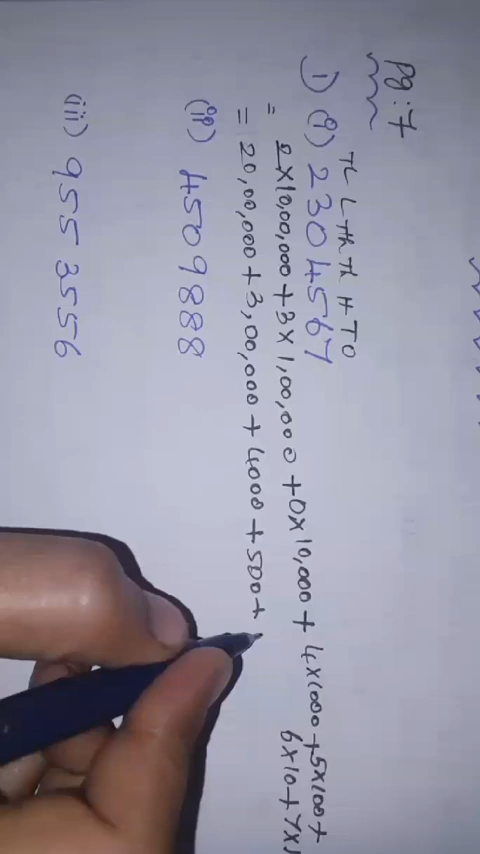 pg:7
TL L TTh Th H T O
1) (i) 2304567
= 2×10,00,000 + 3×1,00,000 + 0×10,000 + 4×1000 + 5×100 +
6×10 + 7×1
= 20,00,000 + 3,00,000 + 4000 + 500 +
(ii) 4509888
(iii) 9553556